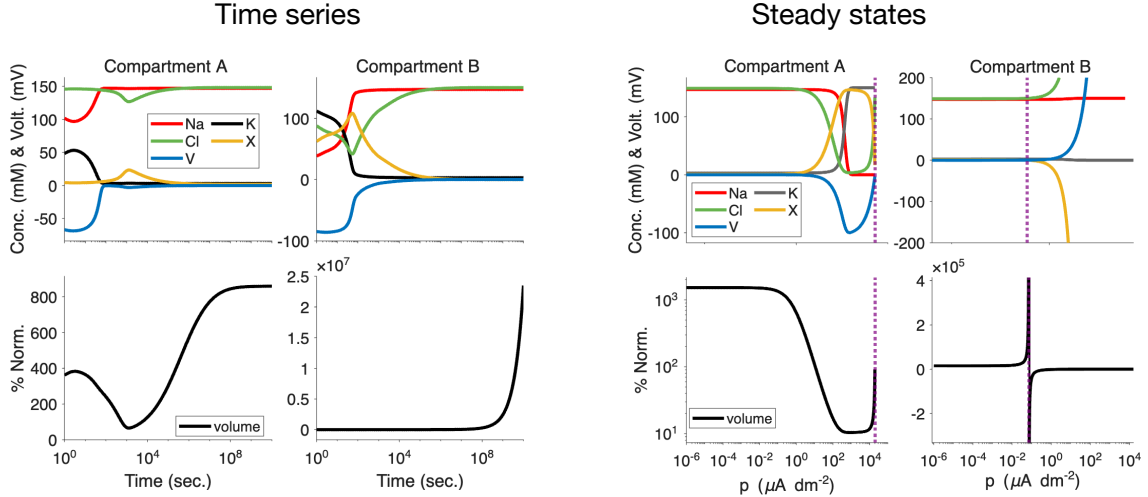 Time series
Steady states
Compartment A
Compartment B
Compartment A
Compartment B
Conc. (mM) & Volt. (mV)
150
100
50
0
-50
Na
K
Cl
X
V
100
0
-100
Conc. (mM) & Volt. (mV)
100
0
-100
Na
K
Cl
X
V
200
100
0
-100
-200
% Norm.
800
600
400
200
0
volume
10^0
10^4
10^8
Time (sec.)
×10^7
2.5
2
1.5
1
0.5
0
10^0
10^4
10^8
Time (sec.)
% Norm.
10^3
10^2
10^1
volume
10^-6
10^-4
10^-2
10^0
10^2
10^4
p (μA dm^-2)
×10^5
4
2
0
-2
10^-6
10^-4
10^-2
10^0
10^2
10^4
p (μA dm^-2)